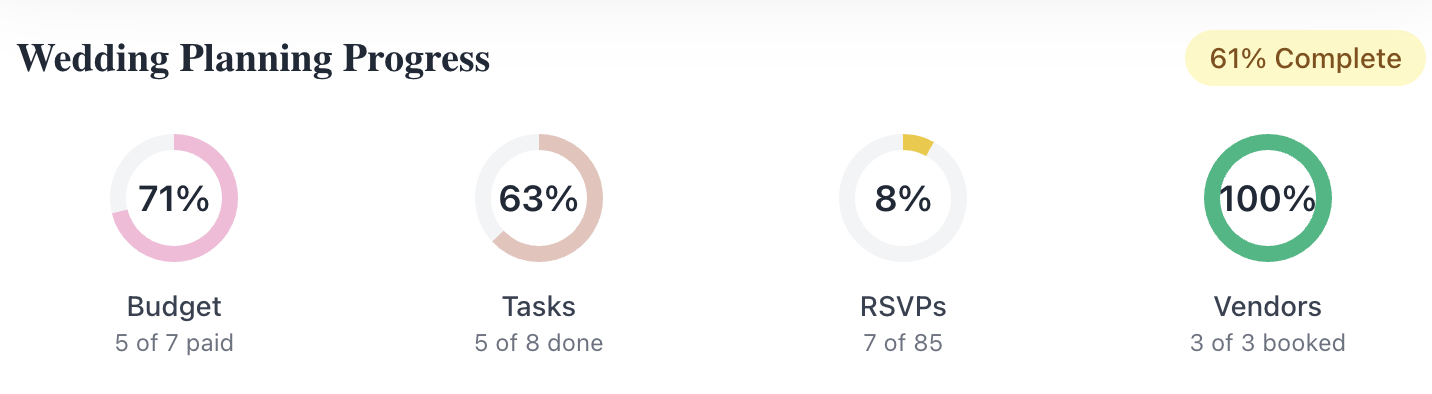 Wedding Planning Progress
61% Complete
71%
63%
8%
100%
Budget
Tasks
RSVPs
Vendors
5 of 7 paid
5 of 8 done
7 of 85
3 of 3 booked